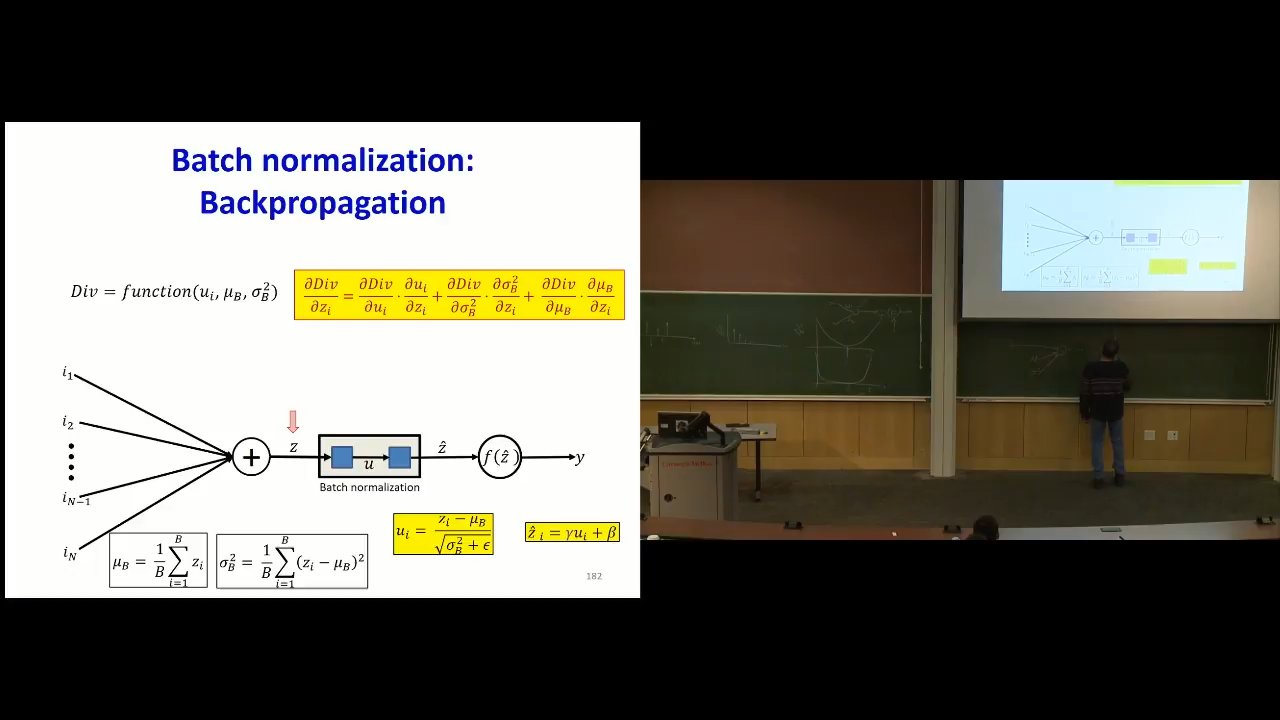 Batch normalization:
Backpropagation
Div = function(u_i, μ_B, σ_B^2)
∂Div/∂z_i = ∂Div/∂u_i · ∂u_i/∂z_i + ∂Div/∂σ_B^2 · ∂σ_B^2/∂z_i + ∂Div/∂μ_B · ∂μ_B/∂z_i
i_1
i_2
i_{N-1}
i_N
+
z
u
ẑ
f(ẑ)
y
Batch normalization
μ_B = 1/B ∑_{i=1}^{B} z_i
σ_B^2 = 1/B ∑_{i=1}^{B} (z_i − μ_B)^2
u_i = (z_i − μ_B)/√(σ_B^2 + ϵ)
ẑ_i = γu_i + β
182